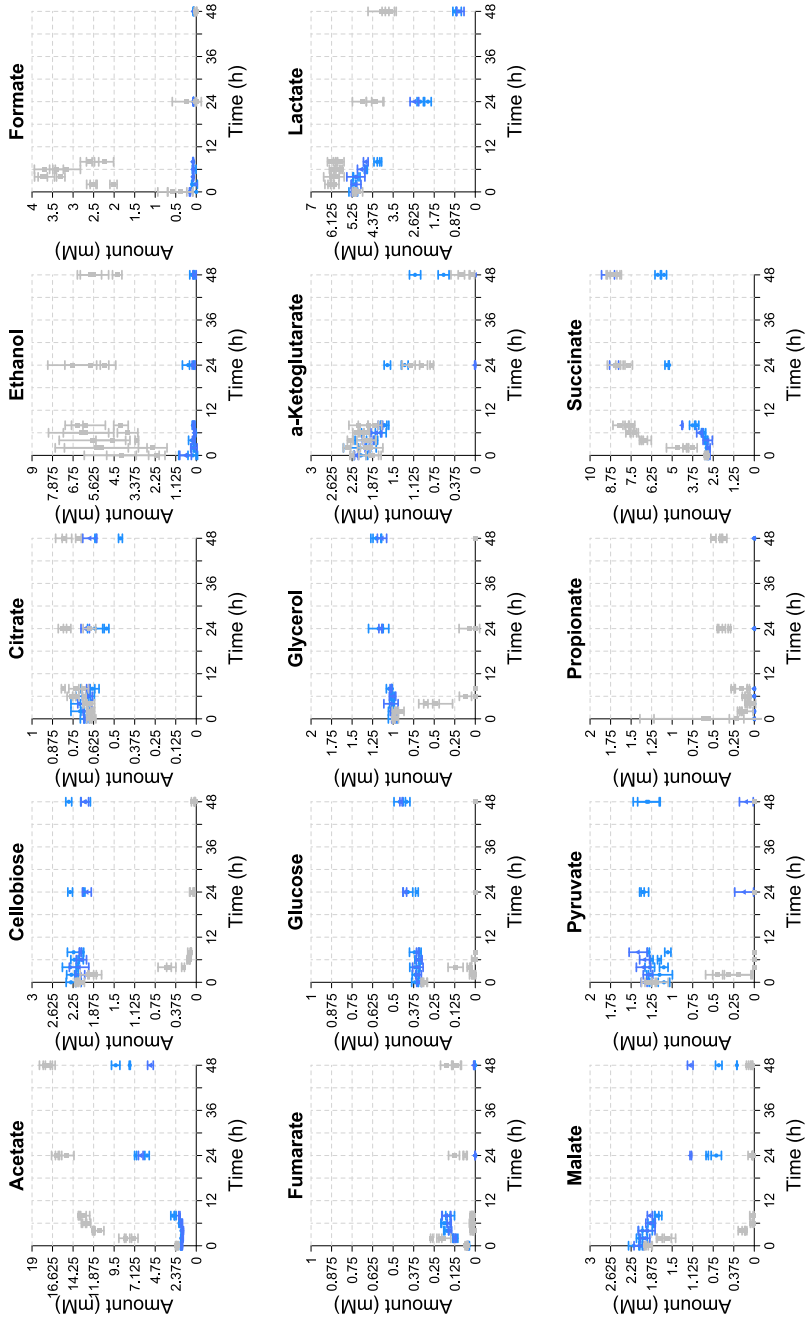 Acetate
Amount (mM)
19
16.625
14.25
11.875
9.5
7.125
4.75
2.375
0
0 12 24 36 48
Time (h)
Cellobiose
Amount (mM)
3
2.625
2.25
1.875
1.5
1.125
0.75
0.375
0
0 12 24 36 48
Time (h)
Citrate
Amount (mM)
1
0.875
0.75
0.625
0.5
0.375
0.25
0.125
0
0 12 24 36 48
Time (h)
Ethanol
Amount (mM)
9
7.875
6.75
5.625
4.5
3.375
2.25
1.125
0
0 12 24 36 48
Time (h)
Formate
Amount (mM)
4
3.5
3
2.5
2
1.5
1
0.5
0
0 12 24 36 48
Time (h)
Fumarate
Amount (mM)
1
0.875
0.75
0.625
0.5
0.375
0.25
0.125
0
0 12 24 36 48
Time (h)
Glucose
Amount (mM)
1
0.875
0.75
0.625
0.5
0.375
0.25
0.125
0
0 12 24 36 48
Time (h)
Glycerol
Amount (mM)
2
1.75
1.5
1.25
1
0.75
0.5
0.25
0
0 12 24 36 48
Time (h)
a-Ketoglutarate
Amount (mM)
3
2.625
2.25
1.875
1.5
1.125
0.75
0.375
0
0 12 24 36 48
Time (h)
Lactate
Amount (mM)
7
6.125
5.25
4.375
3.5
2.625
1.75
0.875
0
0 12 24 36 48
Time (h)
Malate
Amount (mM)
3
2.625
2.25
1.875
1.5
1.125
0.75
0.375
0
0 12 24 36 48
Time (h)
Pyruvate
Amount (mM)
2
1.75
1.5
1.25
1
0.75
0.5
0.25
0
0 12 24 36 48
Time (h)
Propionate
Amount (mM)
2
1.75
1.5
1.25
1
0.75
0.5
0.25
0
0 12 24 36 48
Time (h)
Succinate
Amount (mM)
10
8.75
7.5
6.25
5
3.75
2.5
1.25
0
0 12 24 36 48
Time (h)